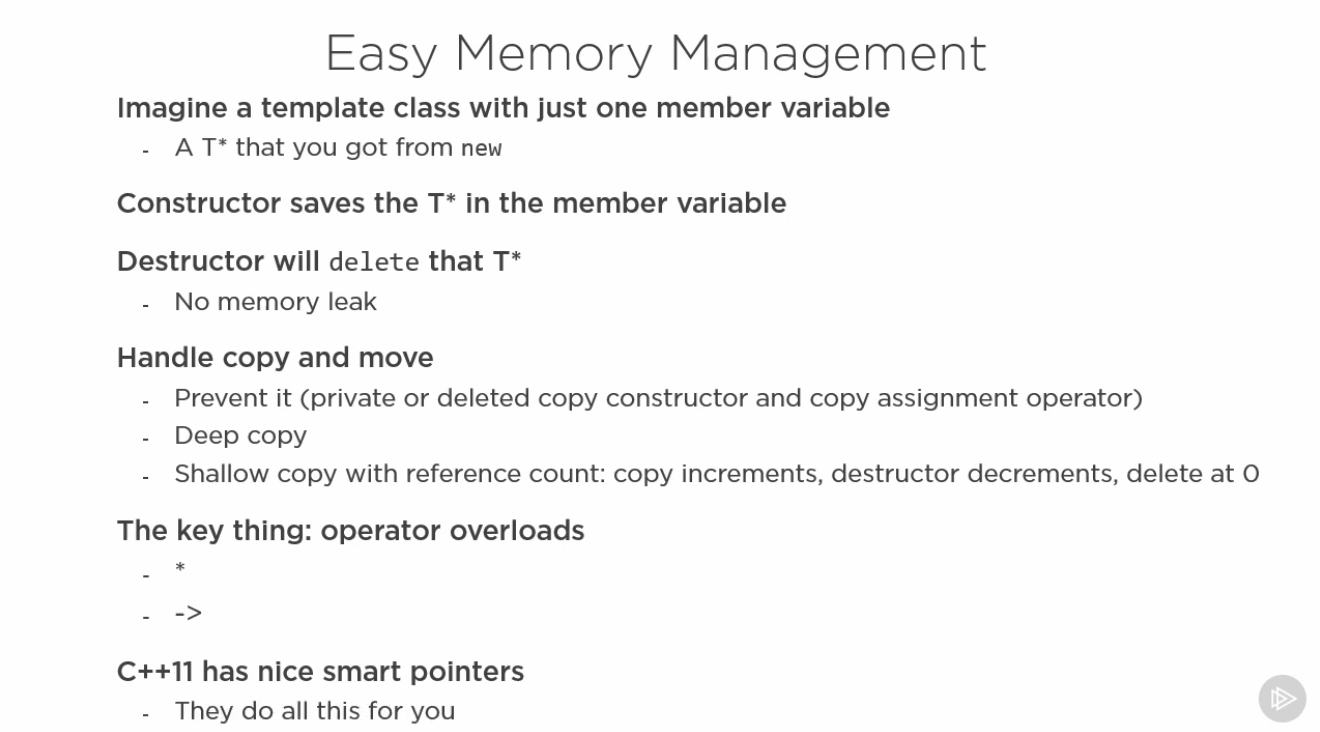 Easy Memory Management
Imagine a template class with just one member variable
- A T* that you got from new
Constructor saves the T* in the member variable
Destructor will delete that T*
- No memory leak
Handle copy and move
- Prevent it (private or deleted copy constructor and copy assignment operator)
- Deep copy
- Shallow copy with reference count: copy increments, destructor decrements, delete at 0
The key thing: operator overloads
- *
- ->
C++11 has nice smart pointers
- They do all this for you